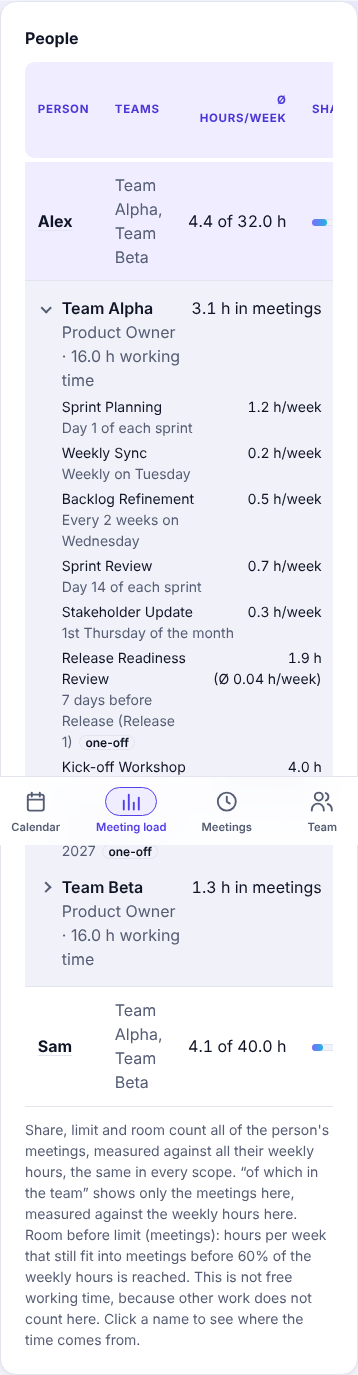 People
PERSON TEAMS Ø HOURS/WEEK SHA
Alex
Team
Alpha,
Team
Beta
4.4 of 32.0 h
Team Alpha 3.1 h in meetings
Product Owner
· 16.0 h working
time
Sprint Planning 1.2 h/week
Day 1 of each sprint
Weekly Sync 0.2 h/week
Weekly on Tuesday
Backlog Refinement 0.5 h/week
Every 2 weeks on
Wednesday
Sprint Review 0.7 h/week
Day 14 of each sprint
Stakeholder Update 0.3 h/week
1st Thursday of the month
Release Readiness 1.9 h
Review (Ø 0.04 h/week)
7 days before
Release (Release
1) one-off
Kick-off Workshop 4.0 h
Calendar Meeting load Meetings Team
2027 one-off
Team Beta 1.3 h in meetings
Product Owner
· 16.0 h working
time
Sam
Team
Alpha,
Team
Beta
4.1 of 40.0 h
Share, limit and room count all of the person's
meetings, measured against all their weekly
hours, the same in every scope. “of which in
the team” shows only the meetings here,
measured against the weekly hours here.
Room before limit (meetings): hours per week
that still fit into meetings before 60% of the
weekly hours is reached. This is not free
working time, because other work does not
count here. Click a name to see where the
time comes from.